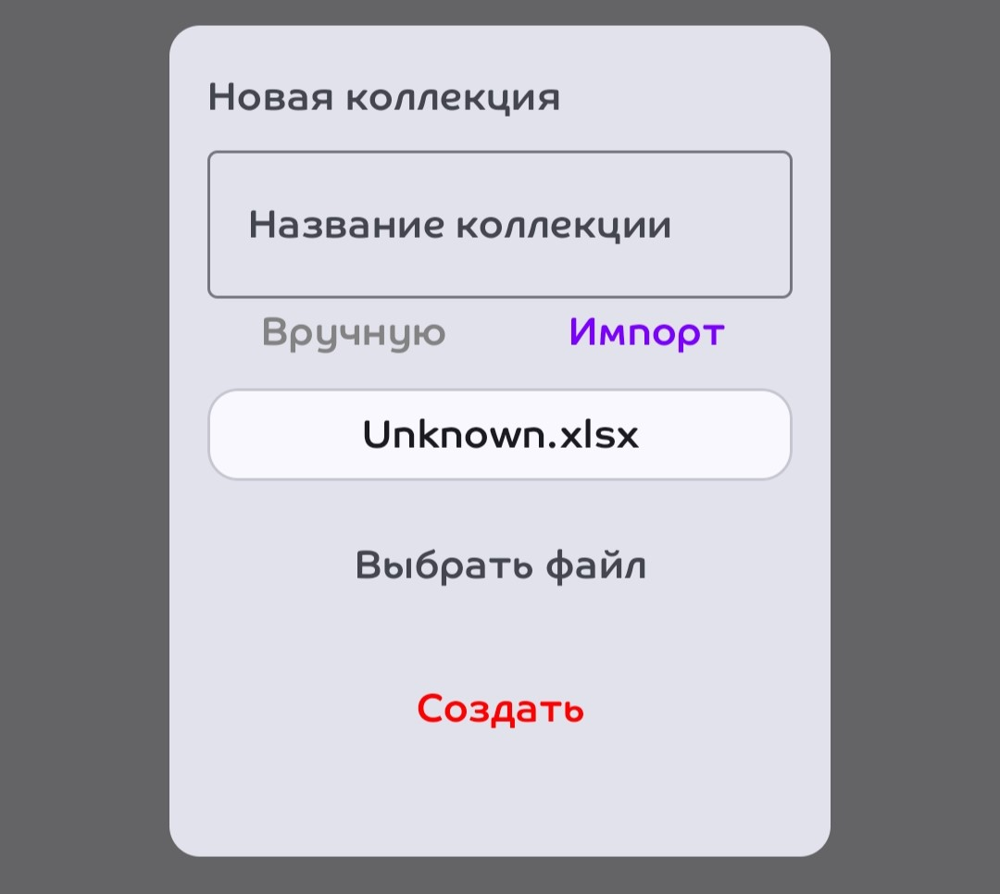 Новая коллекция
Название коллекции
Вручную Импорт
Unknown.xlsx
Выбрать файл
Создать